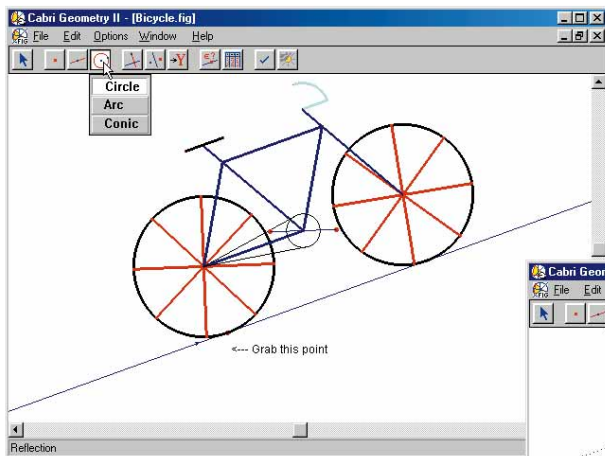 Cabri Geometry II - [Bicycle.fig]
File Edit Options Window Help
Circle
Arc
Conic
<--- Grab this point
Reflection
Cabri Geo
File Edit